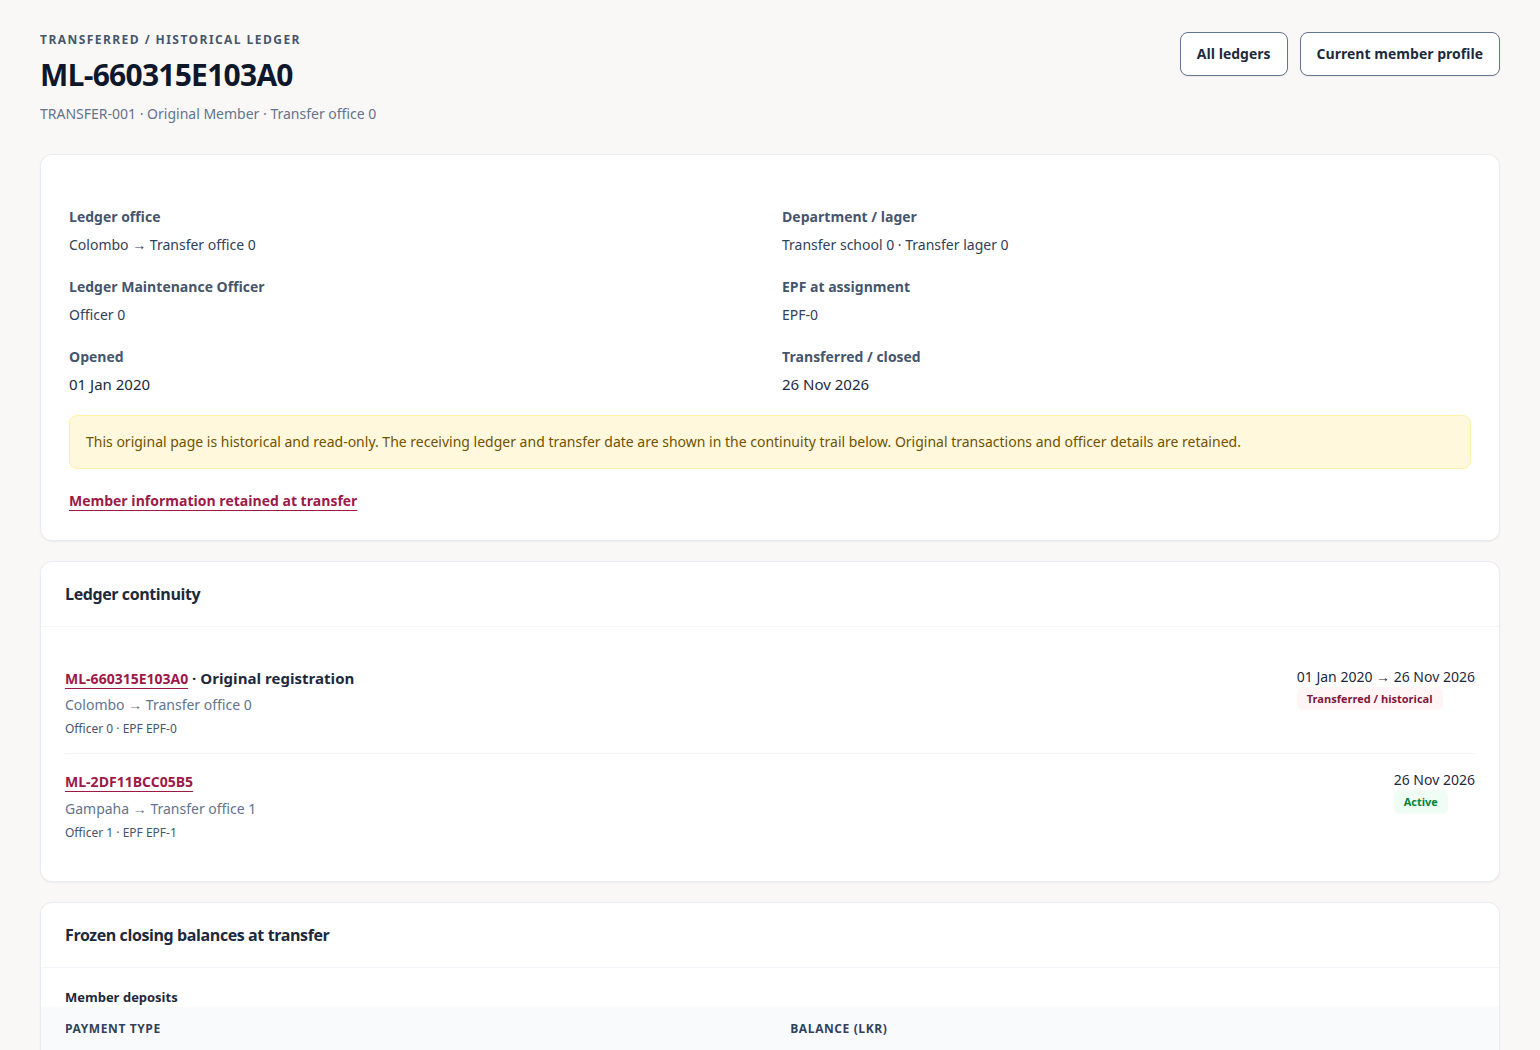 TRANSFERRED / HISTORICAL LEDGER
ML-660315E103A0
TRANSFER-001 · Original Member · Transfer office 0
All ledgers
Current member profile
Ledger office
Colombo → Transfer office 0
Department / lager
Transfer school 0 · Transfer lager 0
Ledger Maintenance Officer
Officer 0
EPF at assignment
EPF-0
Opened
01 Jan 2020
Transferred / closed
26 Nov 2026
This original page is historical and read-only. The receiving ledger and transfer date are shown in the continuity trail below. Original transactions and officer details are retained.
Member information retained at transfer
Ledger continuity
ML-660315E103A0 · Original registration
01 Jan 2020 → 26 Nov 2026
Colombo → Transfer office 0
Transferred / historical
Officer 0 · EPF EPF-0
ML-2DF11BCC05B5
26 Nov 2026
Gampaha → Transfer office 1
Active
Officer 1 · EPF EPF-1
Frozen closing balances at transfer
Member deposits
PAYMENT TYPE
BALANCE (LKR)